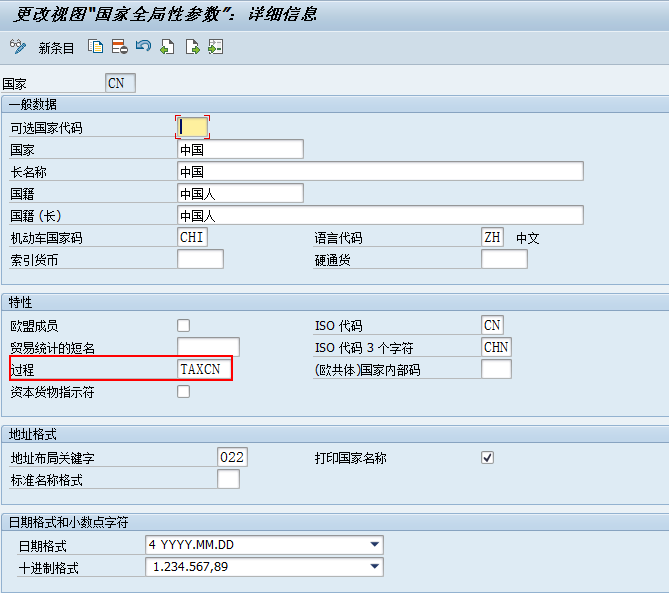 更改视图"国家全局性参数": 详细信息
新条目
国家 CN
一般数据
可选国家代码
国家 中国
长名称 中国
国籍 中国人
国籍(长) 中国人
机动车国家码 CHI 语言代码 ZH 中文
索引货币 硬通货
特性
欧盟成员 ISO 代码 CN
贸易统计的短名 ISO 代码 3 个字符 CHN
过程 TAXCN (欧共体)国家内部码
资本货物指示符
地址格式
地址布局关键字 022 打印国家名称
标准名称格式
日期格式和小数点字符
日期格式 4 YYYY.MM.DD
十进制格式 1.234.567,89